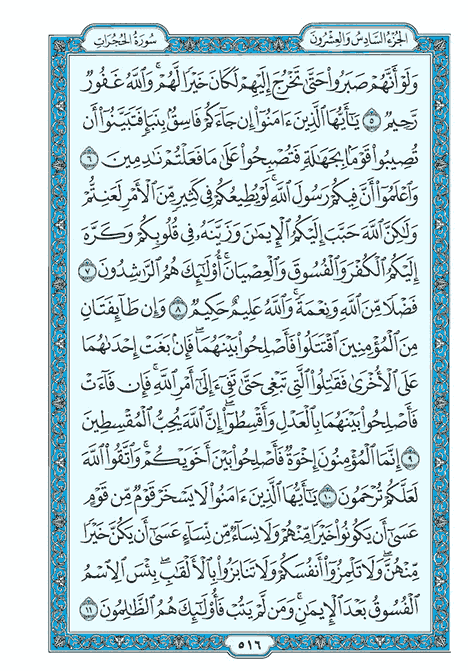 الجزء السادس والعشرون
سورة الحجرات
وَلَوْ أَنَّهُمْ صَبَرُوا۟ حَتَّىٰ تَخْرُجَ إِلَيْهِمْ لَكَانَ خَيْرًا لَّهُمْ ۚ وَٱللَّهُ غَفُورٌ
رَّحِيمٌ ٥ يَـٰٓأَيُّهَا ٱلَّذِينَ ءَامَنُوٓا۟ إِن جَآءَكُمْ فَاسِقٌۢ بِنَبَإٍ فَتَبَيَّنُوٓا۟ أَن
تُصِيبُوا۟ قَوْمًۢا بِجَهَـٰلَةٍ فَتُصْبِحُوا۟ عَلَىٰ مَا فَعَلْتُمْ نَـٰدِمِينَ ٦
وَٱعْلَمُوٓا۟ أَنَّ فِيكُمْ رَسُولَ ٱللَّهِ ۚ لَوْ يُطِيعُكُمْ فِى كَثِيرٍ مِّنَ ٱلْأَمْرِ لَعَنِتُّمْ
وَلَـٰكِنَّ ٱللَّهَ حَبَّبَ إِلَيْكُمُ ٱلْإِيمَـٰنَ وَزَيَّنَهُۥ فِى قُلُوبِكُمْ وَكَرَّهَ
إِلَيْكُمُ ٱلْكُفْرَ وَٱلْفُسُوقَ وَٱلْعِصْيَانَ ۚ أُو۟لَـٰٓئِكَ هُمُ ٱلرَّٰشِدُونَ ٧
فَضْلًا مِّنَ ٱللَّهِ وَنِعْمَةً ۚ وَٱللَّهُ عَلِيمٌ حَكِيمٌ ٨ وَإِن طَآئِفَتَانِ
مِنَ ٱلْمُؤْمِنِينَ ٱقْتَتَلُوا۟ فَأَصْلِحُوا۟ بَيْنَهُمَا ۖ فَإِنۢ بَغَتْ إِحْدَىٰهُمَا
عَلَى ٱلْأُخْرَىٰ فَقَـٰتِلُوا۟ ٱلَّتِى تَبْغِى حَتَّىٰ تَفِىٓءَ إِلَىٰٓ أَمْرِ ٱللَّهِ ۚ فَإِن فَآءَتْ
فَأَصْلِحُوا۟ بَيْنَهُمَا بِٱلْعَدْلِ وَأَقْسِطُوٓا۟ ۖ إِنَّ ٱللَّهَ يُحِبُّ ٱلْمُقْسِطِينَ
٩ إِنَّمَا ٱلْمُؤْمِنُونَ إِخْوَةٌ فَأَصْلِحُوا۟ بَيْنَ أَخَوَيْكُمْ ۚ وَٱتَّقُوا۟ ٱللَّهَ
لَعَلَّكُمْ تُرْحَمُونَ ١٠ يَـٰٓأَيُّهَا ٱلَّذِينَ ءَامَنُوا۟ لَا يَسْخَرْ قَوْمٌ مِّن قَوْمٍ
عَسَىٰٓ أَن يَكُونُوا۟ خَيْرًا مِّنْهُمْ وَلَا نِسَآءٌ مِّن نِّسَآءٍ عَسَىٰٓ أَن يَكُنَّ خَيْرًا
مِّنْهُنَّ ۖ وَلَا تَلْمِزُوٓا۟ أَنفُسَكُمْ وَلَا تَنَابَزُوا۟ بِٱلْأَلْقَـٰبِ ۖ بِئْسَ ٱلِٱسْمُ
ٱلْفُسُوقُ بَعْدَ ٱلْإِيمَـٰنِ ۚ وَمَن لَّمْ يَتُبْ فَأُو۟لَـٰٓئِكَ هُمُ ٱلظَّـٰلِمُونَ ١١
٥١٦